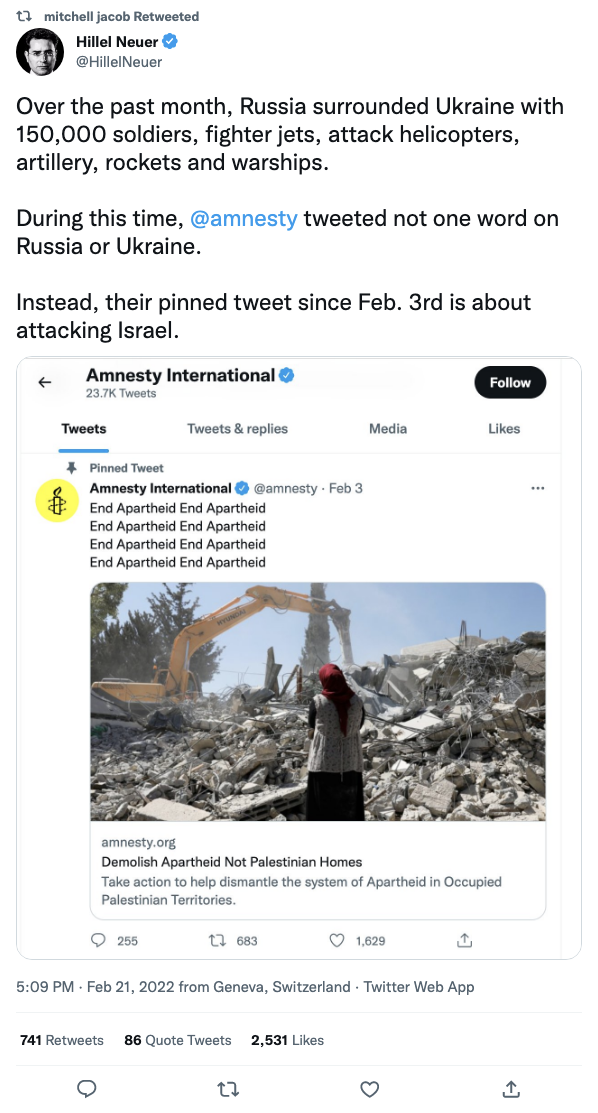 mitchell jacob Retweeted
Hillel Neuer
@HillelNeuer
Over the past month, Russia surrounded Ukraine with
150,000 soldiers, fighter jets, attack helicopters,
artillery, rockets and warships.
During this time, @amnesty tweeted not one word on
Russia or Ukraine.
Instead, their pinned tweet since Feb. 3rd is about
attacking Israel.
Amnesty International
23.7K Tweets
Follow
Tweets Tweets & replies Media Likes
Pinned Tweet
Amnesty International @amnesty · Feb 3
End Apartheid End Apartheid
End Apartheid End Apartheid
End Apartheid End Apartheid
End Apartheid End Apartheid
HYUNDAI
amnesty.org
Demolish Apartheid Not Palestinian Homes
Take action to help dismantle the system of Apartheid in Occupied
Palestinian Territories.
255 683 1,629
5:09 PM · Feb 21, 2022 from Geneva, Switzerland · Twitter Web App
741 Retweets 86 Quote Tweets 2,531 Likes